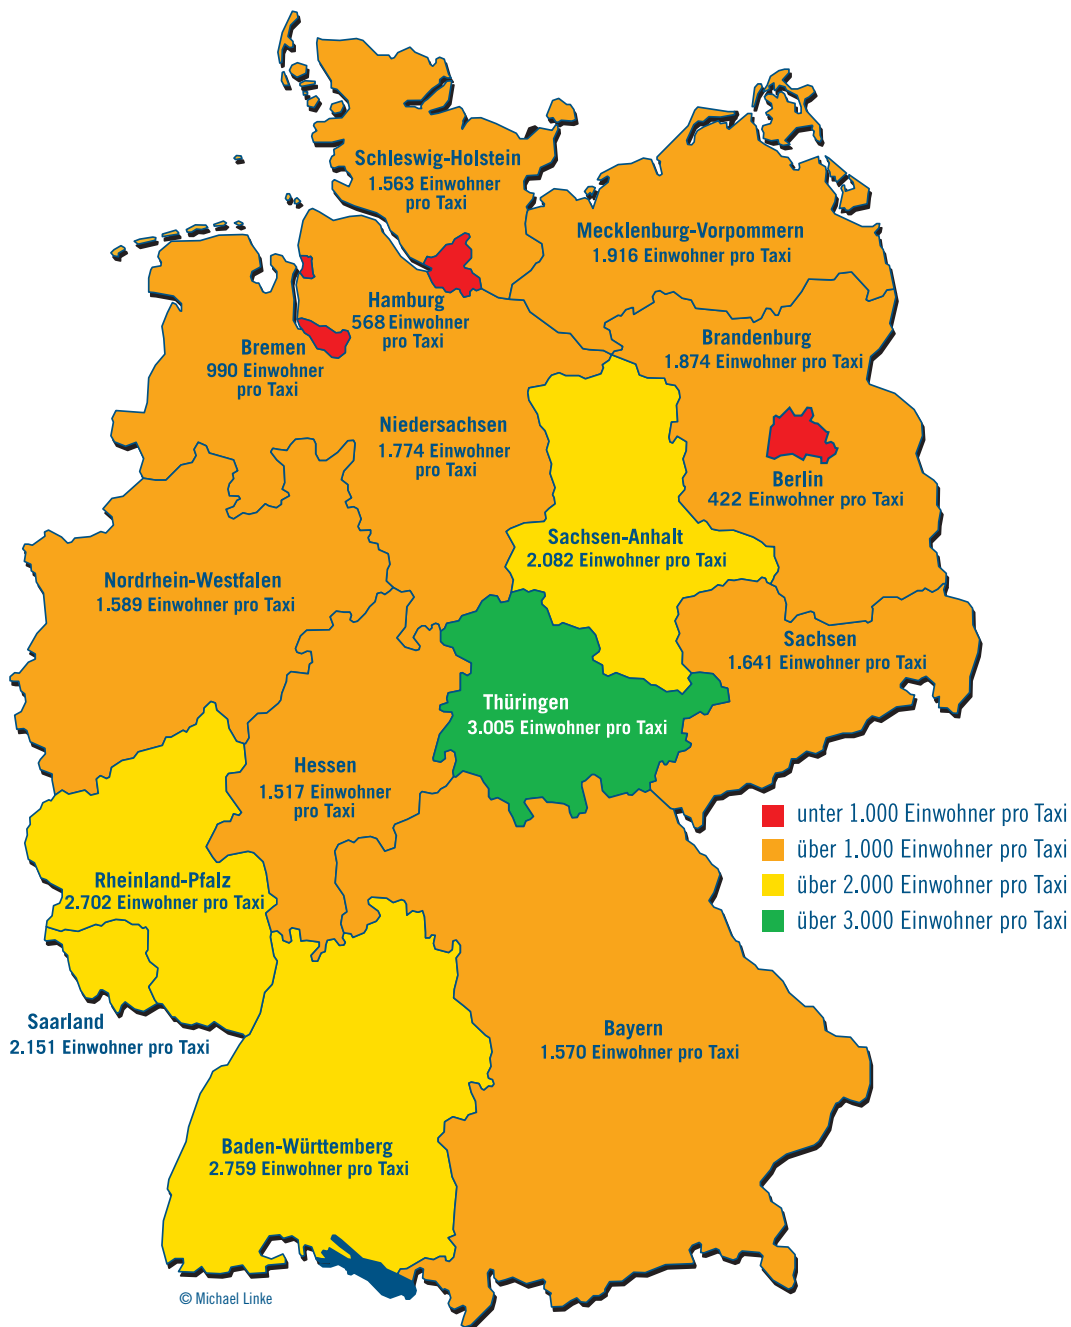 Schleswig-Holstein
1.563 Einwohner
pro Taxi
Mecklenburg-Vorpommern
1.916 Einwohner pro Taxi
Hamburg
568 Einwohner
pro Taxi
Bremen
990 Einwohner
pro Taxi
Brandenburg
1.874 Einwohner pro Taxi
Niedersachsen
1.774 Einwohner
pro Taxi
Berlin
422 Einwohner pro Taxi
Sachsen-Anhalt
2.082 Einwohner pro Taxi
Nordrhein-Westfalen
1.589 Einwohner pro Taxi
Sachsen
1.641 Einwohner pro Taxi
Thüringen
3.005 Einwohner pro Taxi
Hessen
1.517 Einwohner
pro Taxi
unter 1.000 Einwohner pro Taxi
über 1.000 Einwohner pro Taxi
über 2.000 Einwohner pro Taxi
über 3.000 Einwohner pro Taxi
Rheinland-Pfalz
2.702 Einwohner pro Taxi
Saarland
2.151 Einwohner pro Taxi
Bayern
1.570 Einwohner pro Taxi
Baden-Württemberg
2.759 Einwohner pro Taxi
© Michael Linke